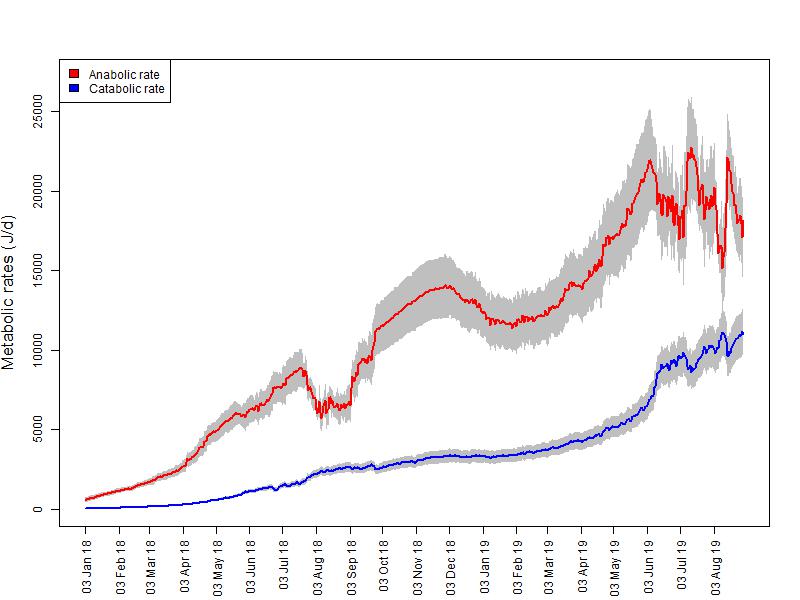 Anabolic rate
Catabolic rate
Metabolic rates (J/d)
25000
20000
15000
10000
5000
0
03 Jan 18
03 Feb 18
03 Mar 18
03 Apr 18
03 May 18
03 Jun 18
03 Jul 18
03 Aug 18
03 Sep 18
03 Oct 18
03 Nov 18
03 Dec 18
03 Jan 19
03 Feb 19
03 Mar 19
03 Apr 19
03 May 19
03 Jun 19
03 Jul 19
03 Aug 19